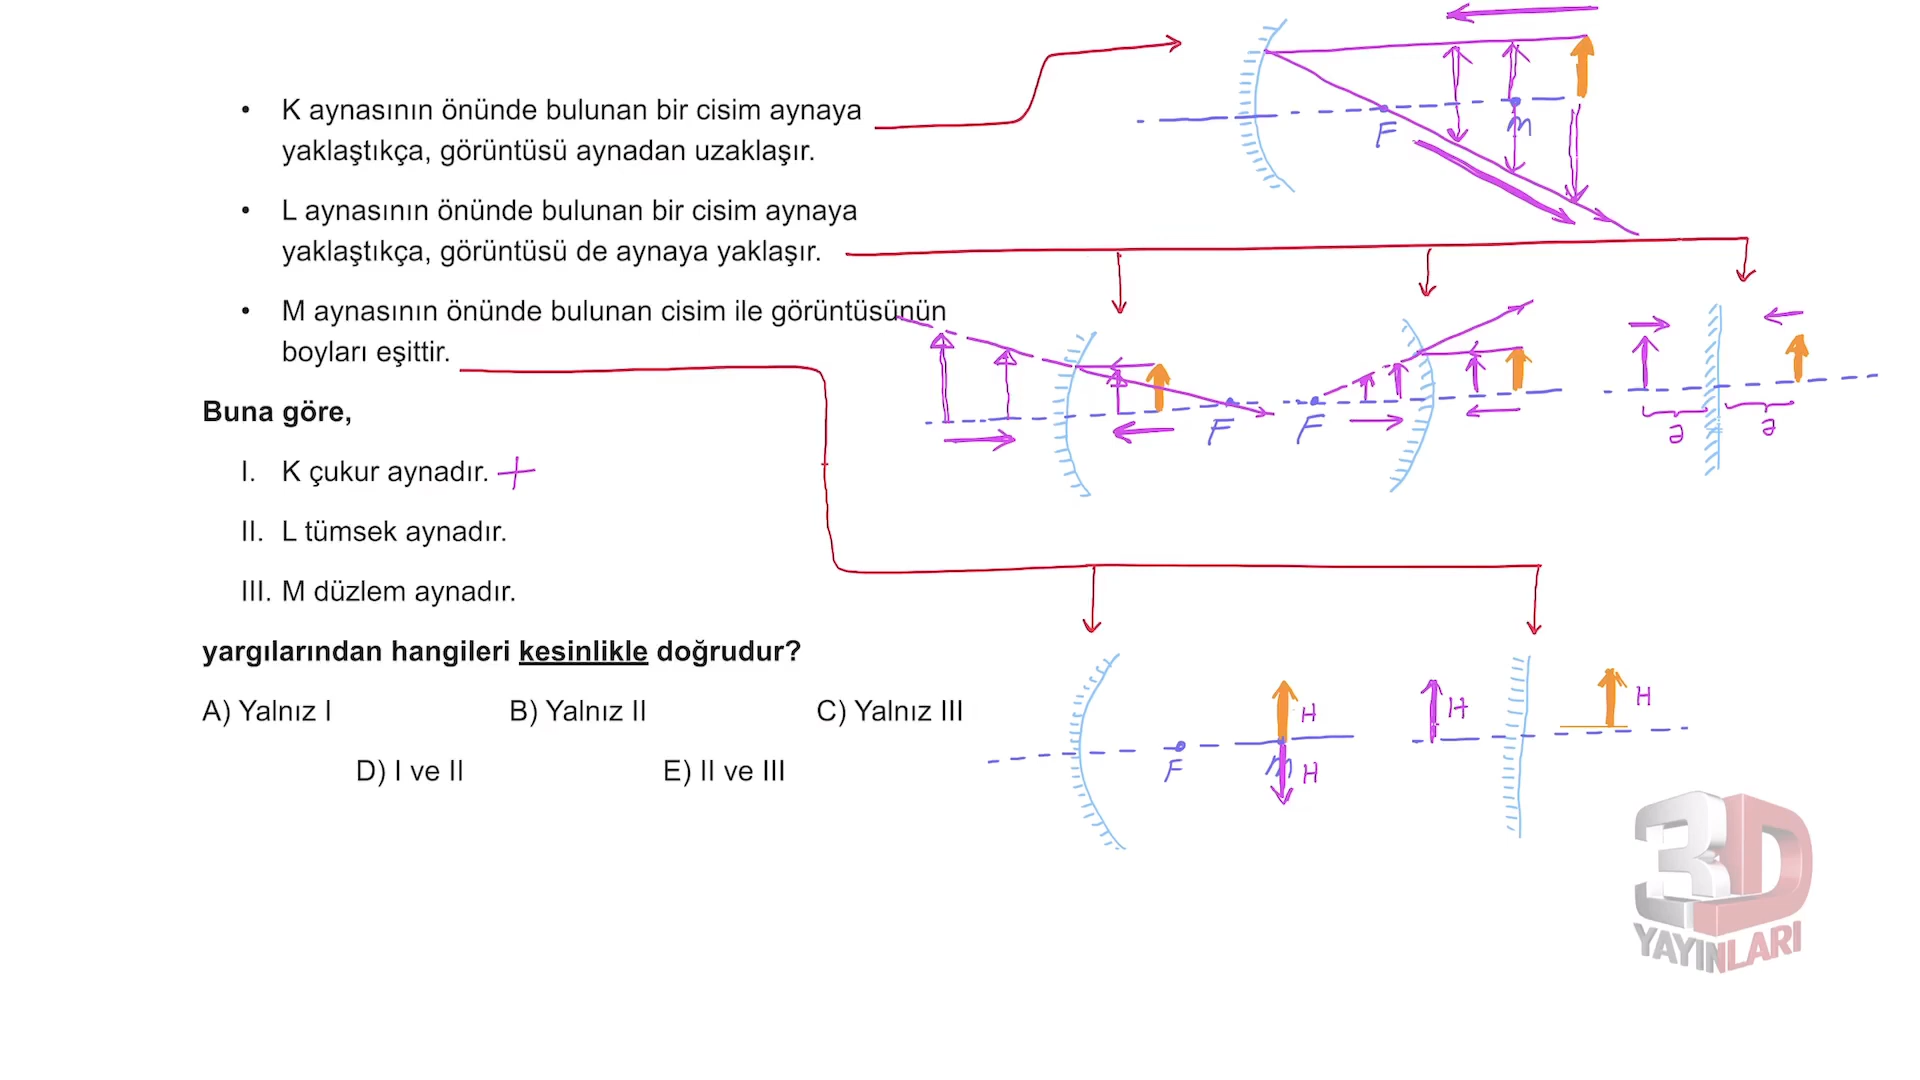 • K aynasının önünde bulunan bir cisim aynaya
yaklaştıkça, görüntüsü aynadan uzaklaşır.
• L aynasının önünde bulunan bir cisim aynaya
yaklaştıkça, görüntüsü de aynaya yaklaşır.
• M aynasının önünde bulunan cisim ile görüntüsünün
boyları eşittir.
Buna göre,
I. K çukur aynadır. +
II. L tümsek aynadır.
III. M düzlem aynadır.
yargılarından hangileri kesinlikle doğrudur?
A) Yalnız I B) Yalnız II C) Yalnız III
D) I ve II E) II ve III
F m
F F a a
F m H H
H H
3D
YAYINLARI